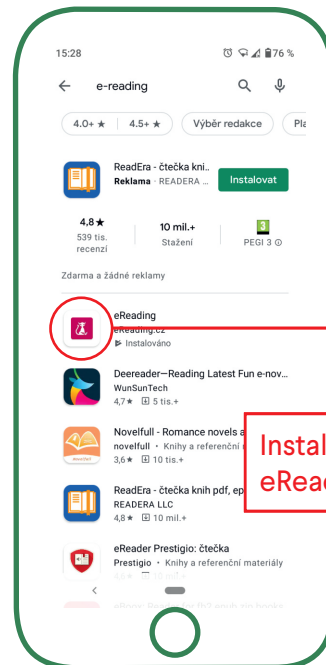 15:28
76 %
e-reading
4.0+ ★
4.5+ ★
Výběr redakce
ReadEra - čtečka kni..
Reklama · READERA ...
Instalovat
4,8★
539 tis. recenzí
10 mil.+
Stažení
3
PEGI 3
Zdarma a žádné reklamy
eReading
eReading.cz
Instalováno
Deereader—Reading Latest Fun e-nov...
WunSunTech
4,7★ 5 tis.+
Novelfull - Romance novels a
novelfull • Knihy a referenční
3,6★ 10 tis.+
ReadEra - čtečka knih pdf, ep
READERA LLC
4,8★ 10 mil.+
eReader Prestigio: čtečka
Prestigio • Knihy a referenční materiály